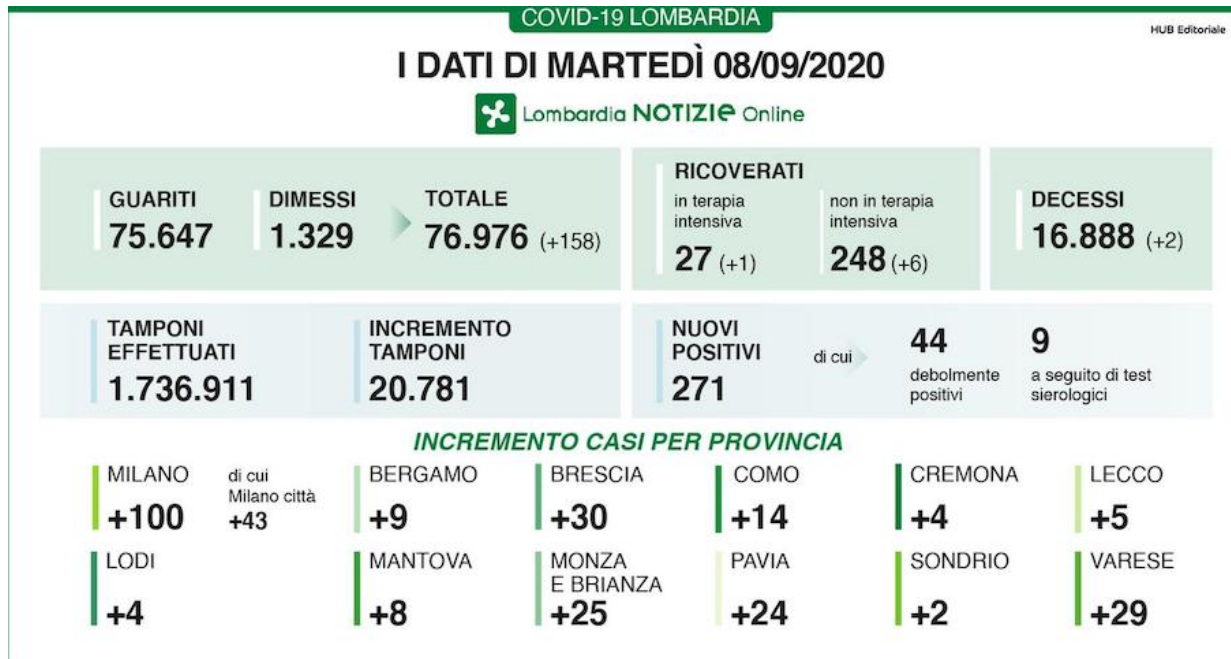 COVID-19 LOMBARDIA
HUB Editoriale
I DATI DI MARTEDÌ 08/09/2020
Lombardia NOTIZIE Online
GUARITI
75.647
DIMESSI
1.329
TOTALE
76.976 (+158)
RICOVERATI
in terapia
intensiva
27 (+1)
non in terapia
intensiva
248 (+6)
DECESSI
16.888 (+2)
TAMPONI
EFFETTUATI
1.736.911
INCREMENTO
TAMPONI
20.781
NUOVI
POSITIVI
271
di cui
44
debolmente
positivi
9
a seguito di test
sierologici
INCREMENTO CASI PER PROVINCIA
MILANO
+100
di cui
Milano città
+43
BERGAMO
+9
BRESCIA
+30
COMO
+14
CREMONA
+4
LECCO
+5
LODI
+4
MANTOVA
+8
MONZA
E BRIANZA
+25
PAVIA
+24
SONDRIO
+2
VARESE
+29